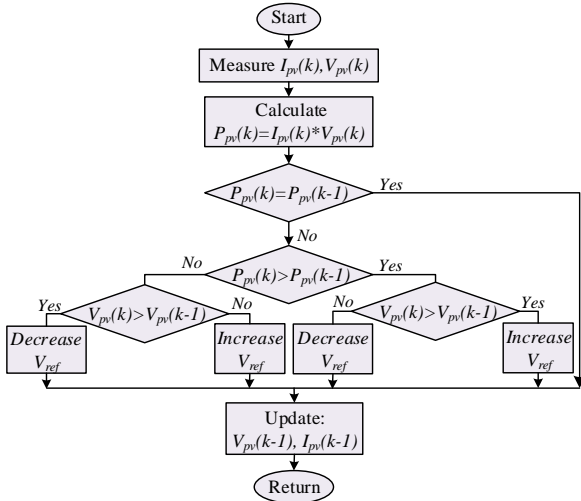 Start
Measure I_pv(k),V_pv(k)
Calculate
P_pv(k)=I_pv(k)*V_pv(k)
P_pv(k)=P_pv(k-1)
Yes
No
No
P_pv(k)>P_pv(k-1)
Yes
Yes
V_pv(k)>V_pv(k-1)
No
No
V_pv(k)>V_pv(k-1)
Yes
Decrease
V_ref
Increase
V_ref
Decrease
V_ref
Increase
V_ref
Update:
V_pv(k-1), I_pv(k-1)
Return